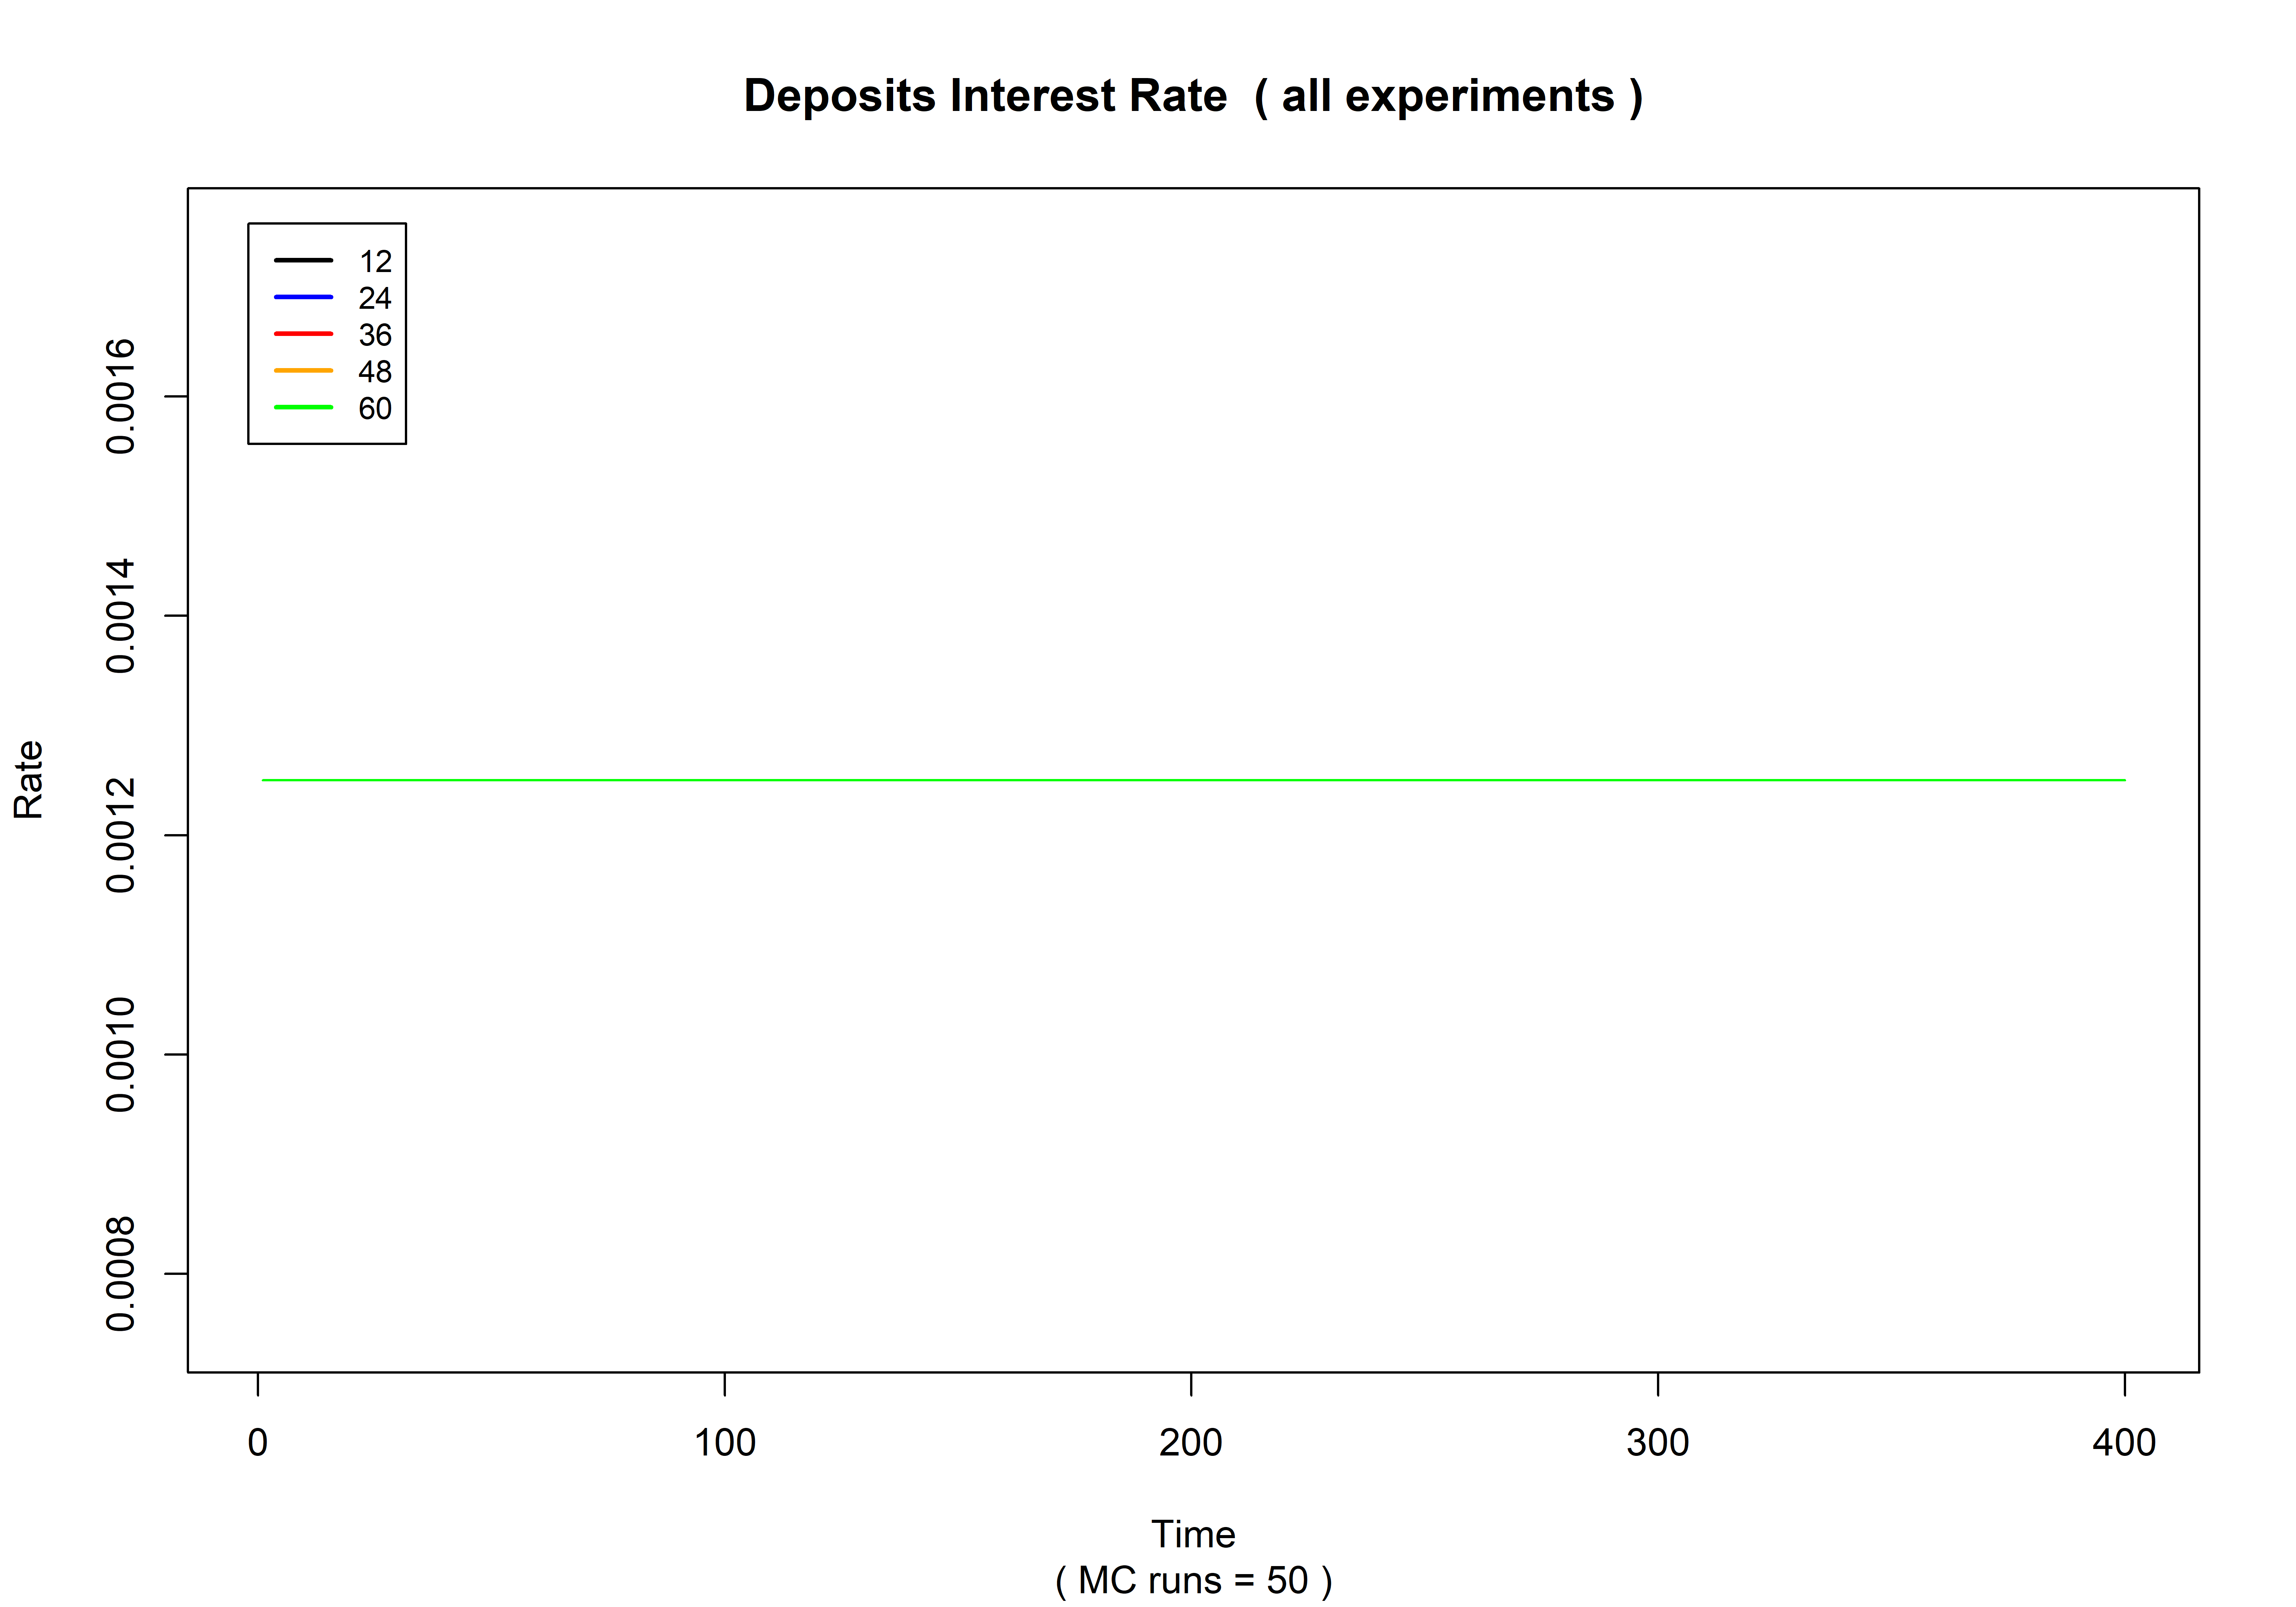 Deposits Interest Rate ( all experiments )
12
24
36
48
60
0.0016
0.0014
0.0012
0.0010
0.0008
Rate
0 100 200 300 400
Time
( MC runs = 50 )